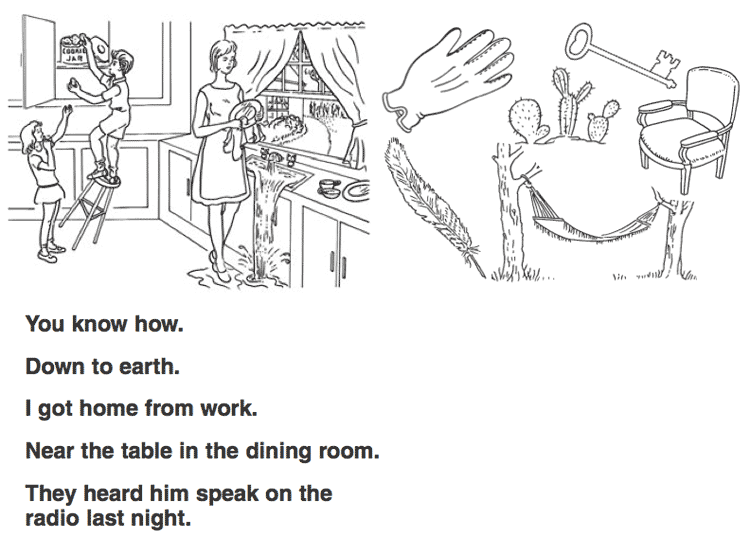 COOKIE
JAR
You know how.
Down to earth.
I got home from work.
Near the table in the dining room.
They heard him speak on the
radio last night.